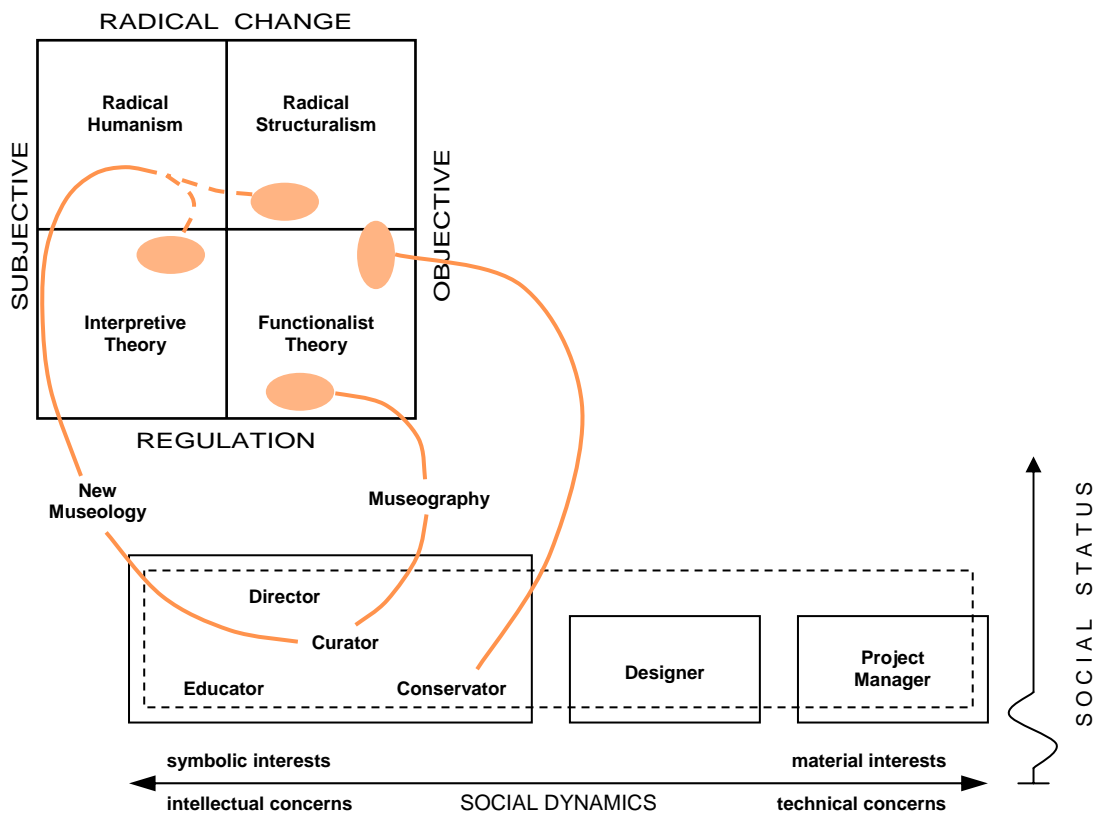 RADICAL CHANGE
Radical
Humanism
Radical
Structuralism
SUBJECTIVE
OBJECTIVE
Interpretive
Theory
Functionalist
Theory
REGULATION
New
Museology
Museography
SOCIAL STATUS
Director
Curator
Educator
Conservator
Designer
Project
Manager
symbolic interests
material interests
intellectual concerns
SOCIAL DYNAMICS
technical concerns